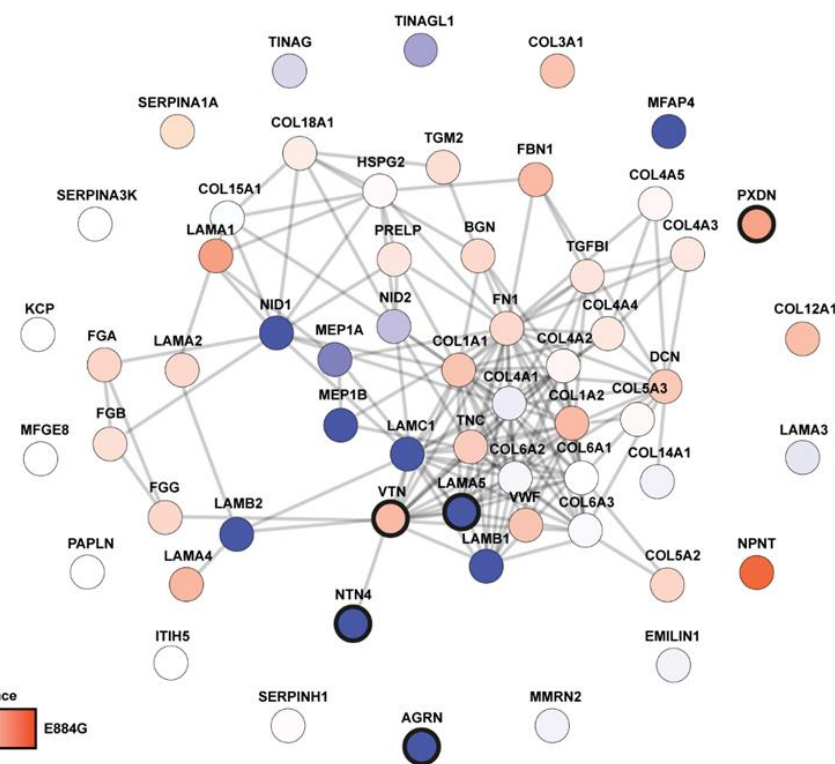 TINAGL1
TINAG
COL3A1
SERPINA1A
MFAP4
COL18A1
TGM2
FBN1
HSPG2
COL4A5
SERPINA3K
COL15A1
PXDN
LAMA1
PRELP
BGN
TGFBI
COL4A3
NID1
NID2
FN1
KCP
MEP1A
COL4A4
COL12A1
FGA
LAMA2
COL1A1
COL4A2
DCN
COL4A1
COL5A3
MEP1B
COL1A2
FGB
LAMC1
TNC
MFGE8
COL6A2
COL6A1
COL14A1
LAMA3
FGG
VTN
LAMA5
VWF
COL6A3
LAMB2
LAMB1
PAPLN
LAMA4
COL5A2
NPNT
NTN4
ITIH5
EMILIN1
SERPINH1
AGRN
MMRN2
nce
E884G